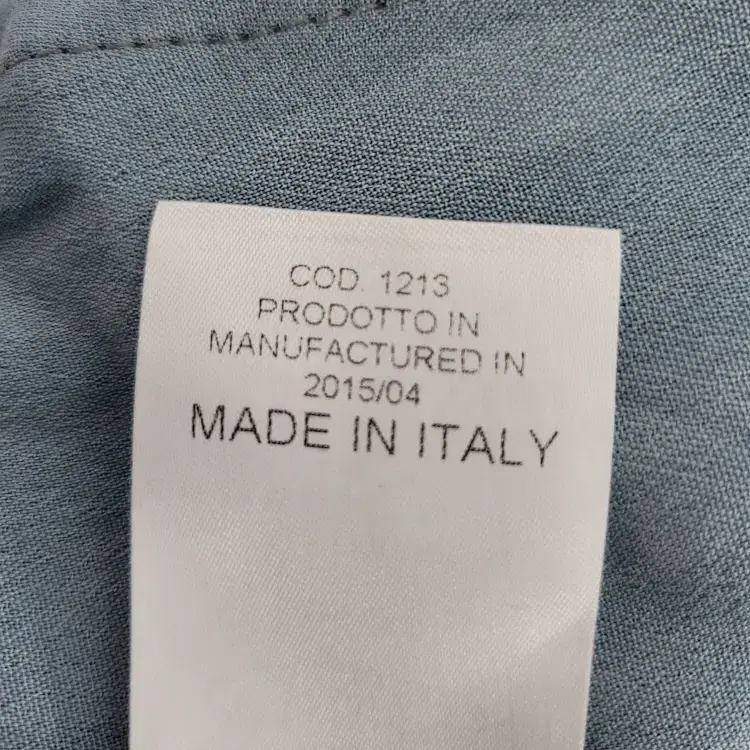 COD. 1213
PRODOTTO IN
MANUFACTURED IN
2015/04
MADE IN ITALY